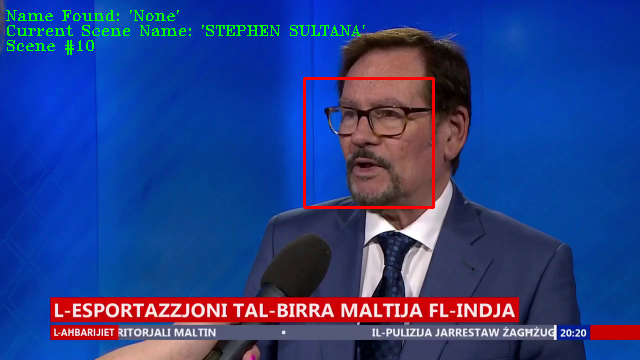 Name Found: 'None'
Current Scene Name: 'STEPHEN SULTANA'
Scene #10
L-ESPORTAZZJONI TAL-BIRRA MALTIJA FL-INDJA
L-AĦBARIJIET RITORJALI MALTIN • IL-PULIZIJA JARRESTAW ŻAGĦŻUG 20:20